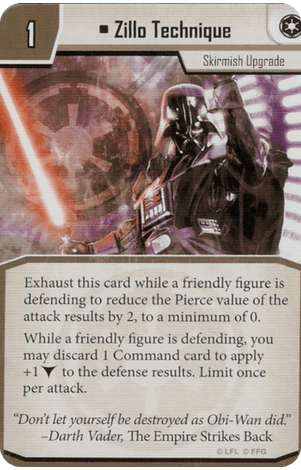 1
▪ Zillo Technique
Skirmish Upgrade
Exhaust this card while a friendly figure is
defending to reduce the Pierce value of the
attack results by 2, to a minimum of 0.
While a friendly figure is defending, you
may discard 1 Command card to apply
+1 ▼ to the defense results. Limit once
per attack.
“Don’t let yourself be destroyed as Obi-Wan did.”
–Darth Vader, The Empire Strikes Back
© LFL © FFG